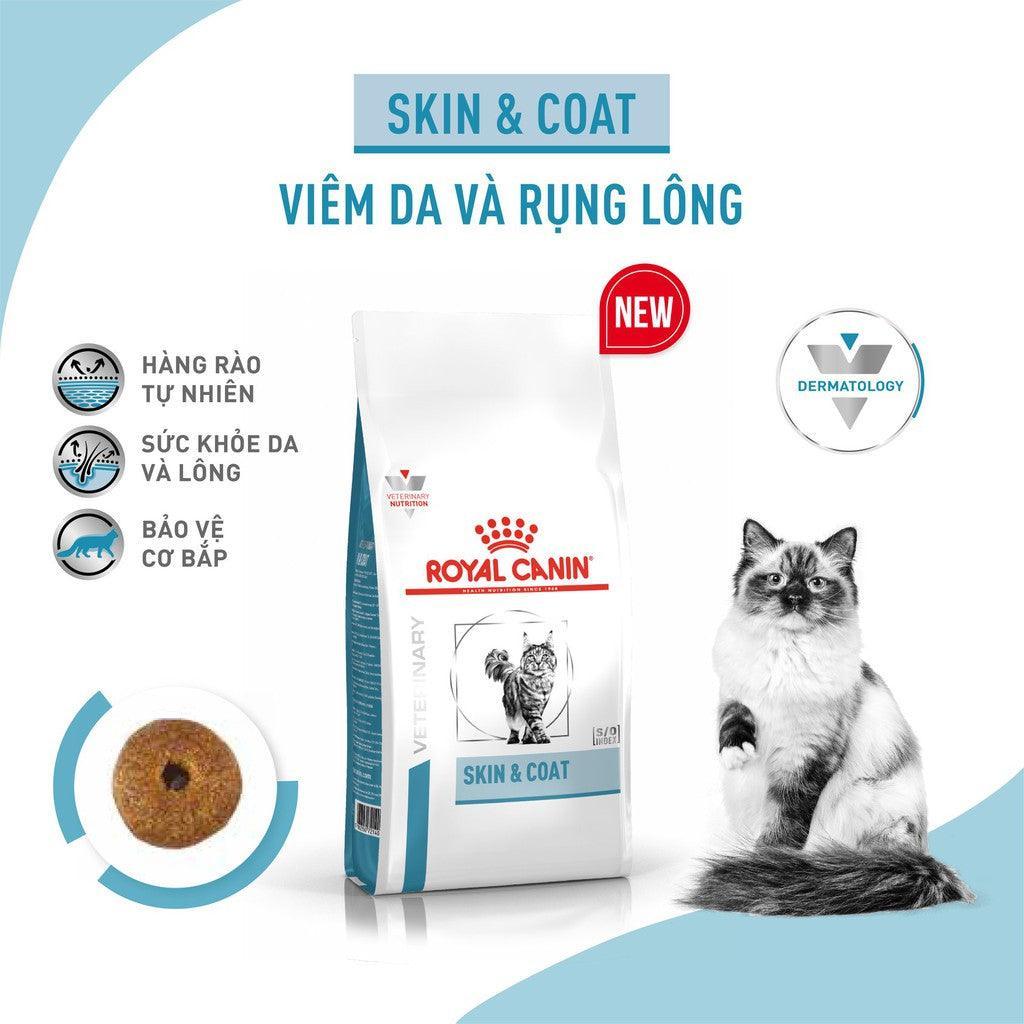 SKIN & COAT
VIÊM DA VÀ RỤNG LÔNG
NEW
HÀNG RÀO
TỰ NHIÊN
SỨC KHỎE DA
VÀ LÔNG
BẢO VỆ
CƠ BẮP
DERMATOLOGY
VETERINARY
NUTRITION
ROYAL CANIN®
HEALTH NUTRITION SINCE 1968
VETERINARY
[S/O]
[INDEX]
SKIN & COAT